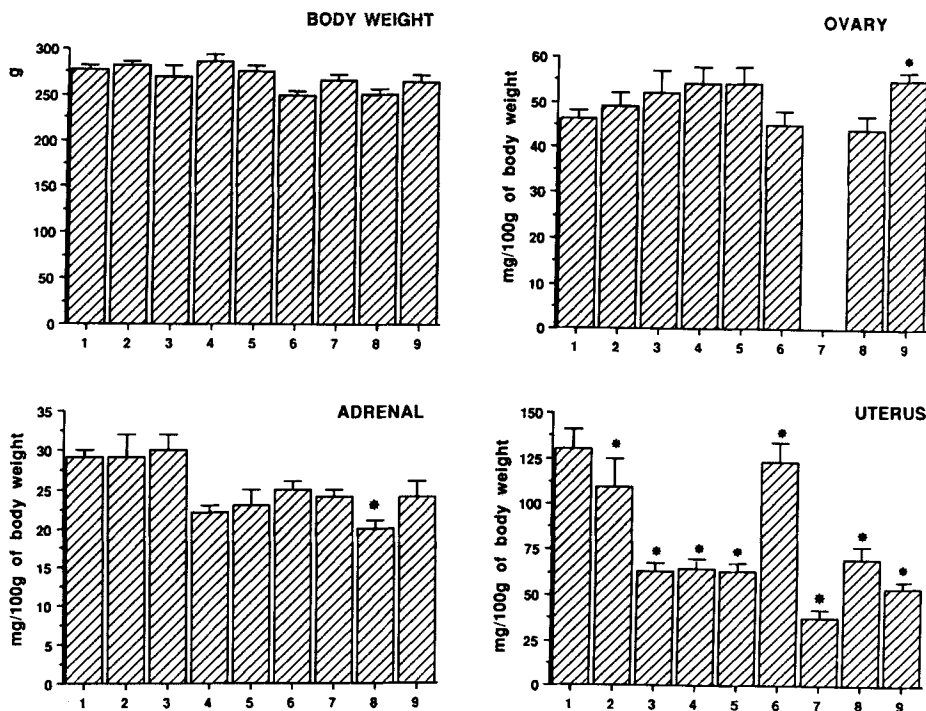 BODY WEIGHT
g
300
250
200
150
100
50
0
1 2 3 4 5 6 7 8 9
OVARY
mg/100g of body weight
60
50
40
30
20
10
0
*
1 2 3 4 5 6 7 8 9
ADRENAL
mg/100g of body weight
35
30
25
20
15
10
5
0
*
1 2 3 4 5 6 7 8 9
UTERUS
mg/100g of body weight
150
125
100
75
50
25
0
* * * * * * * *
1 2 3 4 5 6 7 8 9